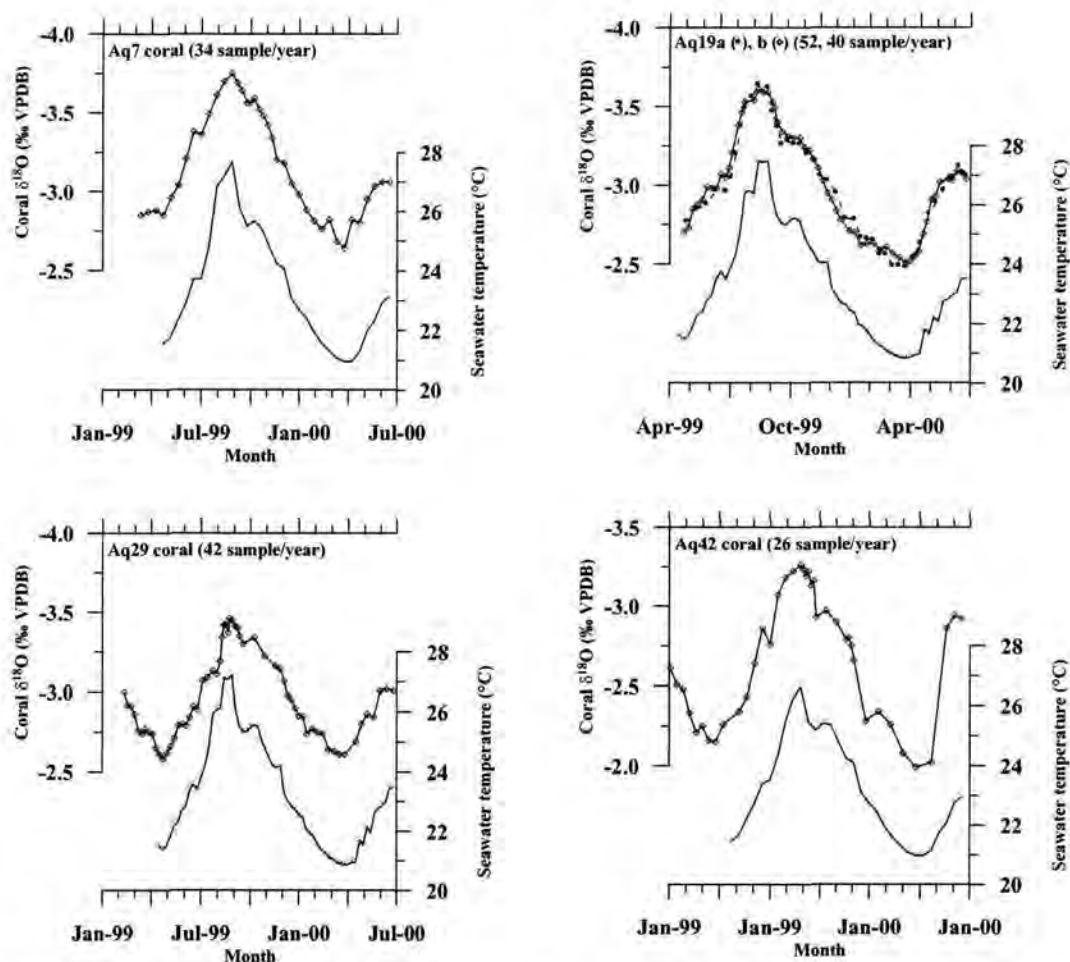 Aq7 coral (34 sample/year)
Coral δ18O (‰ VPDB)
-4.0
-3.5
-3.0
-2.5
Seawater temperature (°C)
28
26
24
22
20
Jan-99 Jul-99 Jan-00 Jul-00
Month
Aq19a (•), b (⋄) (52, 40 sample/year)
Coral δ18O (‰ VPDB)
-4.0
-3.5
-3.0
-2.5
Seawater temperature (°C)
28
26
24
22
20
Apr-99 Oct-99 Apr-00
Month
Aq29 coral (42 sample/year)
Coral δ18O (‰ VPDB)
-4.0
-3.5
-3.0
-2.5
Seawater temperature (°C)
28
26
24
22
20
Jan-99 Jul-99 Jan-00 Jul-00
Month
Aq42 coral (26 sample/year)
Coral δ18O (‰ VPDB)
-3.5
-3.0
-2.5
-2.0
Seawater temperature (°C)
28
26
24
22
20
Jan-99 Jan-99 Jan-00 Jan-00
Month